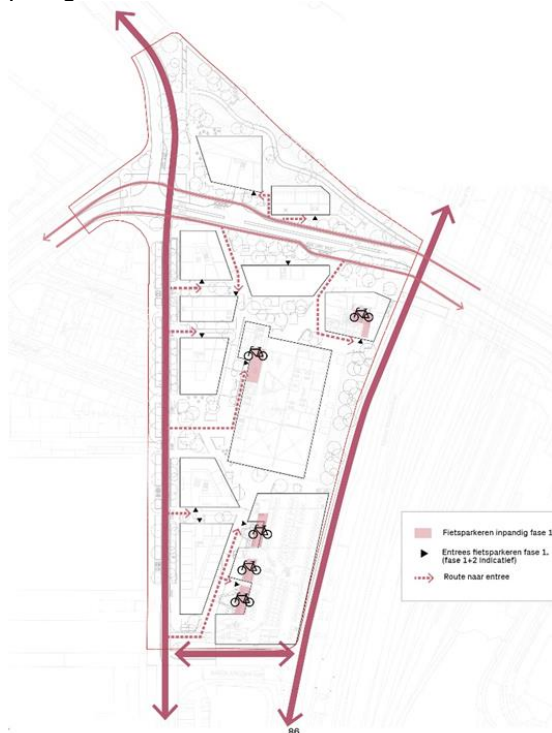 Fietsparkeren inpandig fase 1
Entrees fietsparkeren fase 1.
(fase 1+2 indicatief)
Route naar entree
86